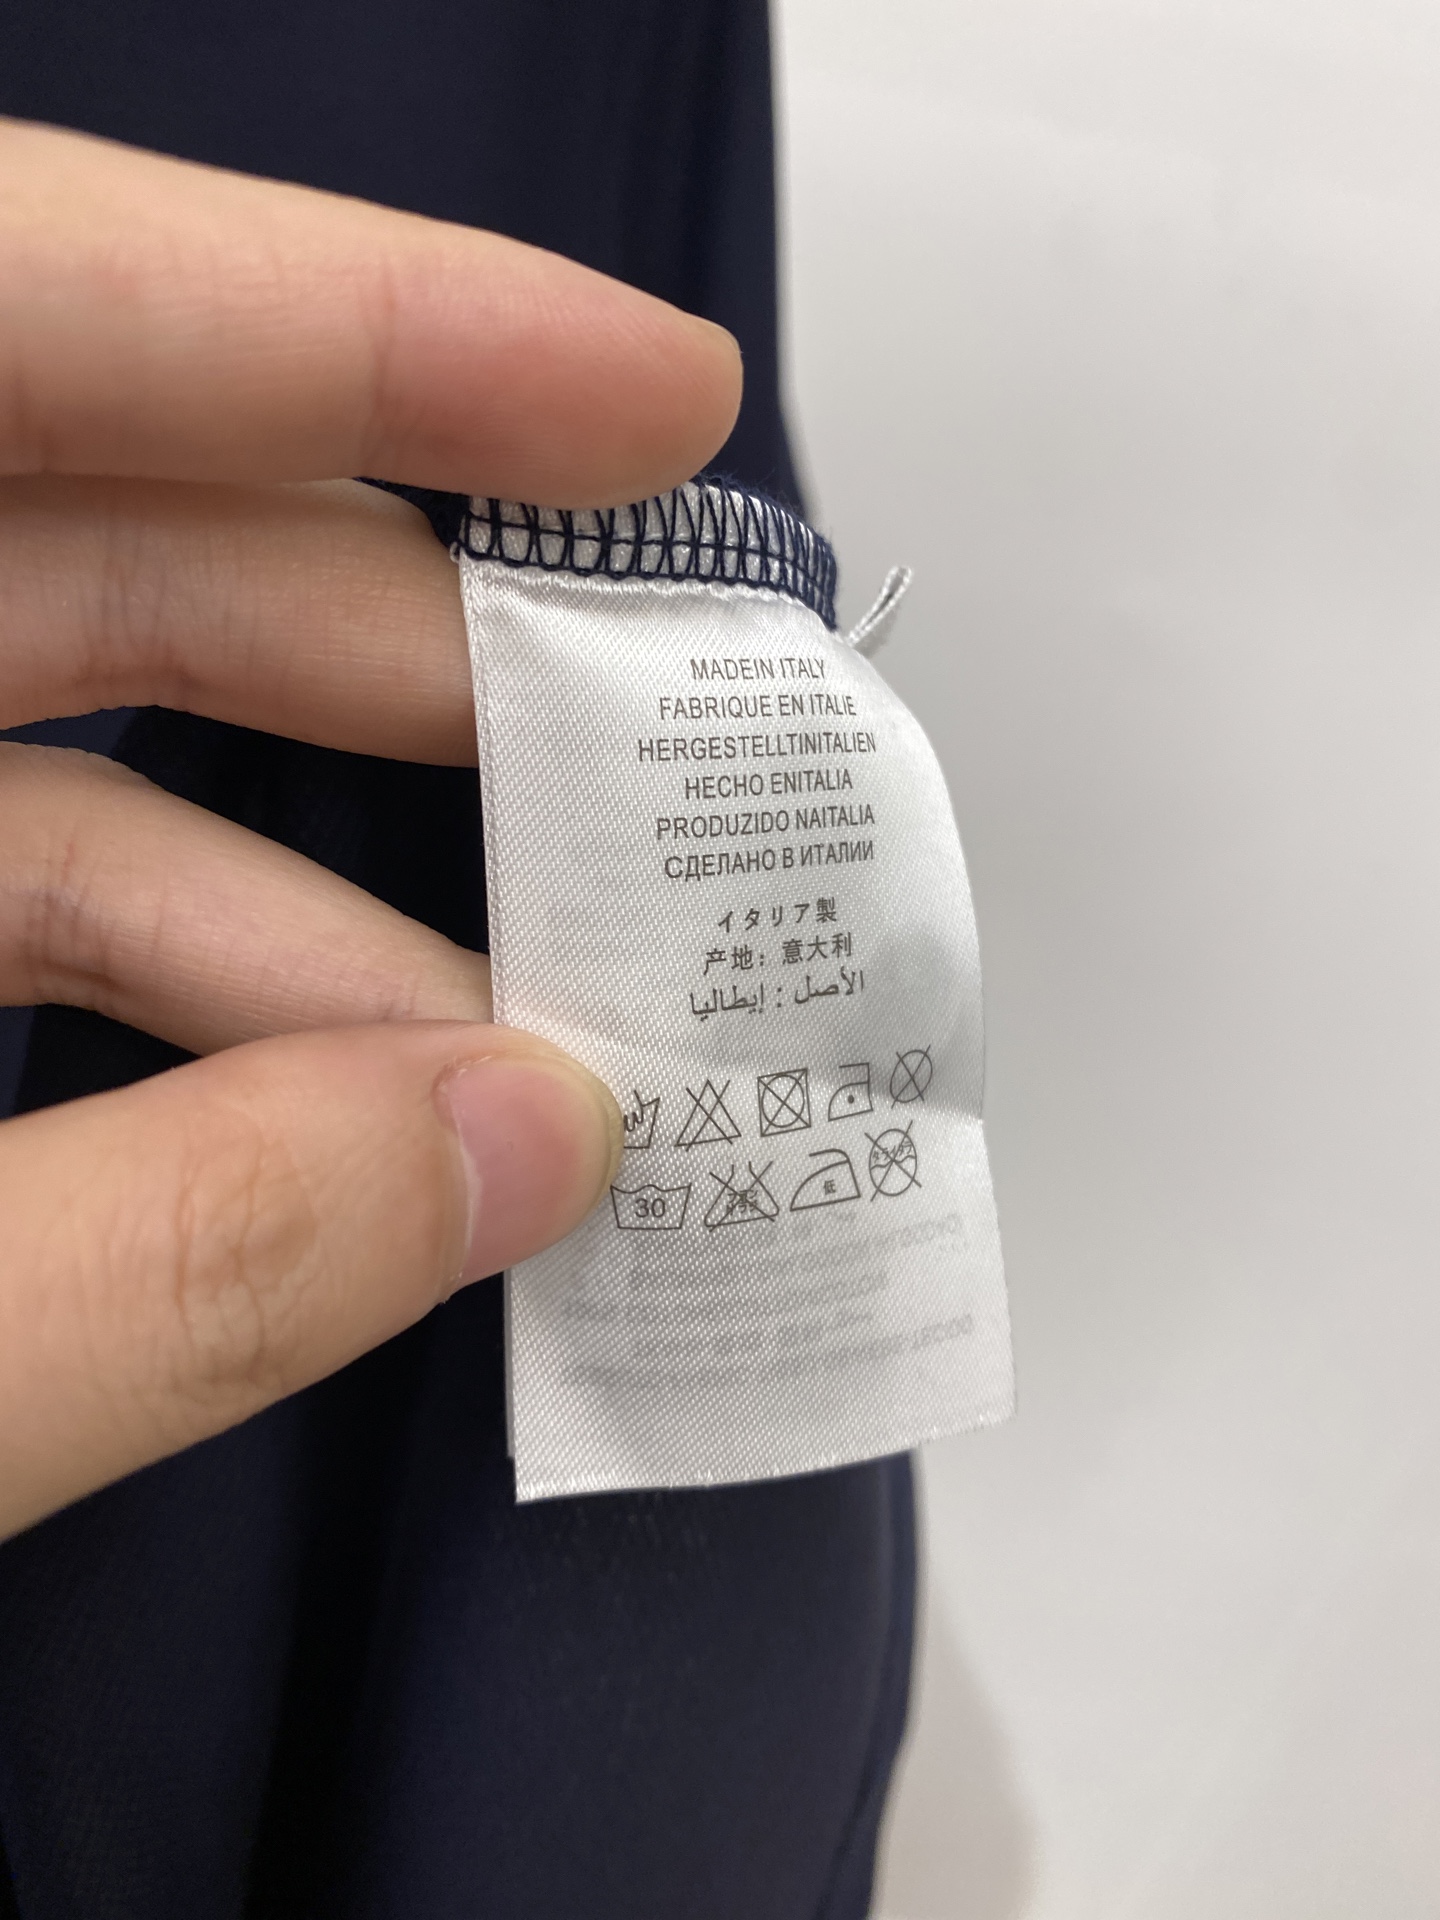 MADEIN ITALY
FABRIQUE EN ITALIE
HERGESTELLTINITALIEN
HECHO ENITALIA
PRODUZIDO NAITALIA
СДЕЛАНО В ИТАЛИИ
イタリア製
产地：意大利
الأصل : إيطاليا
30 低